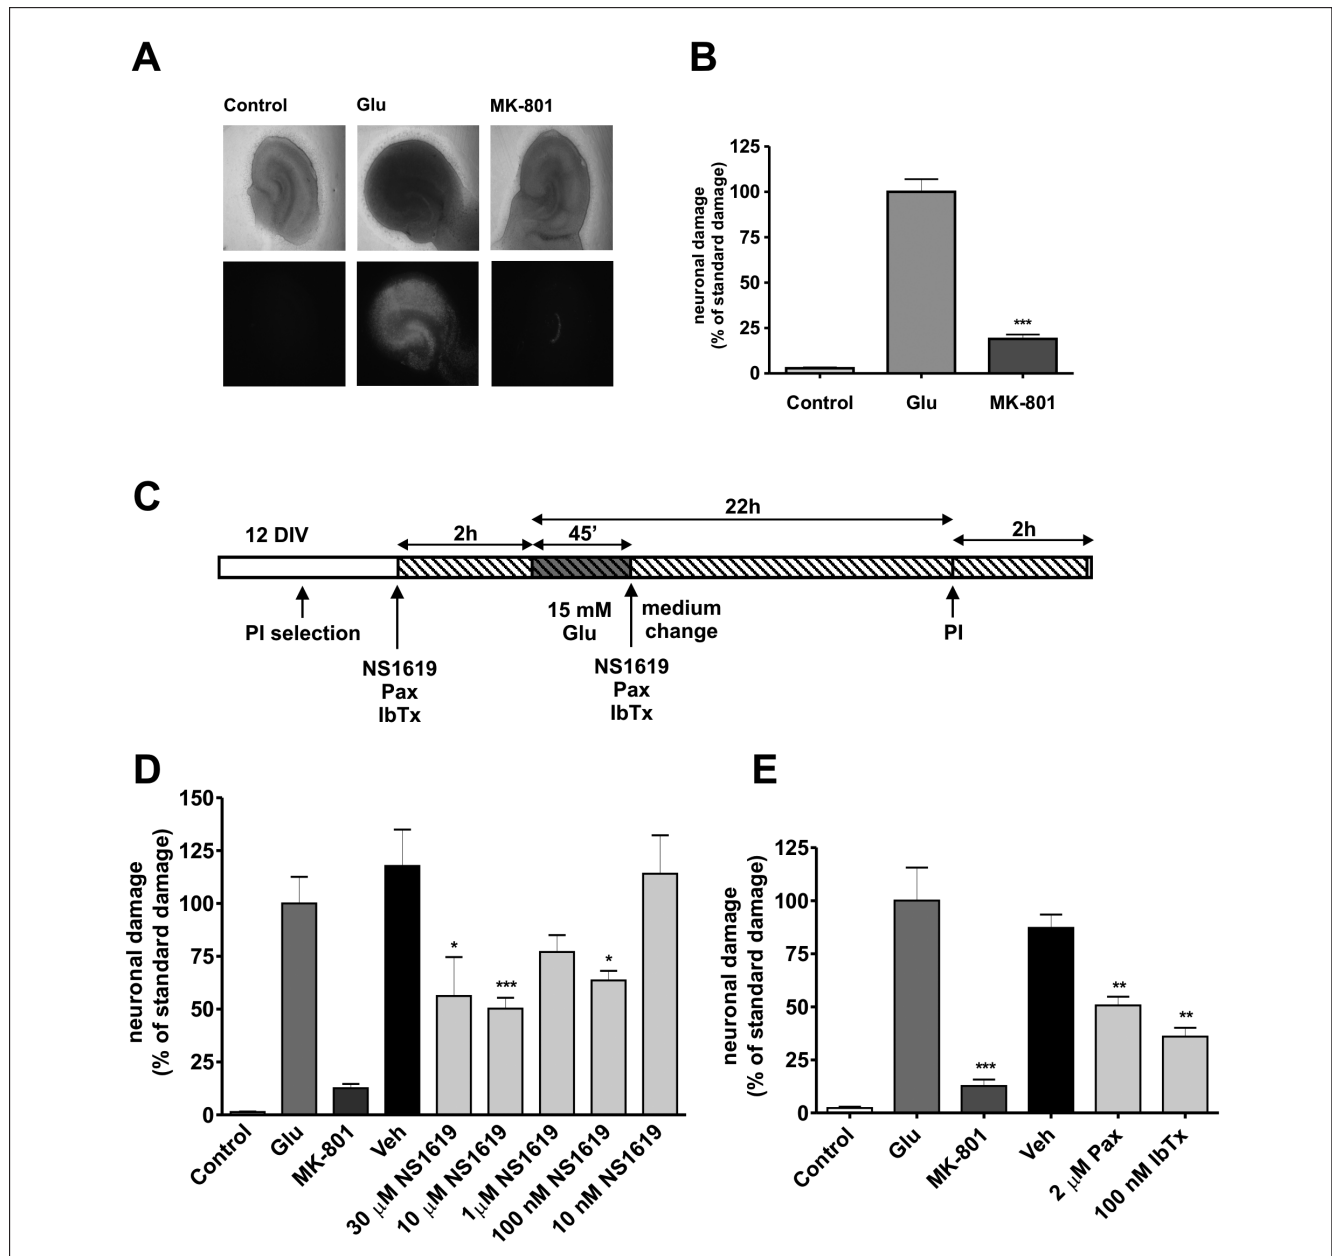 A
Control Glu MK-801
B
neuronal damage
(% of standard damage)
125
100
75
50
25
0
***
Control Glu MK-801
C
22h
12 DIV 2h 45’ 2h
PI selection
15 mM
Glu
medium
change
PI
NS1619
Pax
IbTx
NS1619
Pax
IbTx
D
neuronal damage
(% of standard damage)
150
125
100
75
50
25
0
* *** *
Control
Glu
MK-801
Veh
30 μM NS1619
10 μM NS1619
1μM NS1619
100 nM NS1619
10 nM NS1619
E
neuronal damage
(% of standard damage)
125
100
75
50
25
0
*** ** **
Control
Glu
MK-801
Veh
2 μM Pax
100 nM IbTx